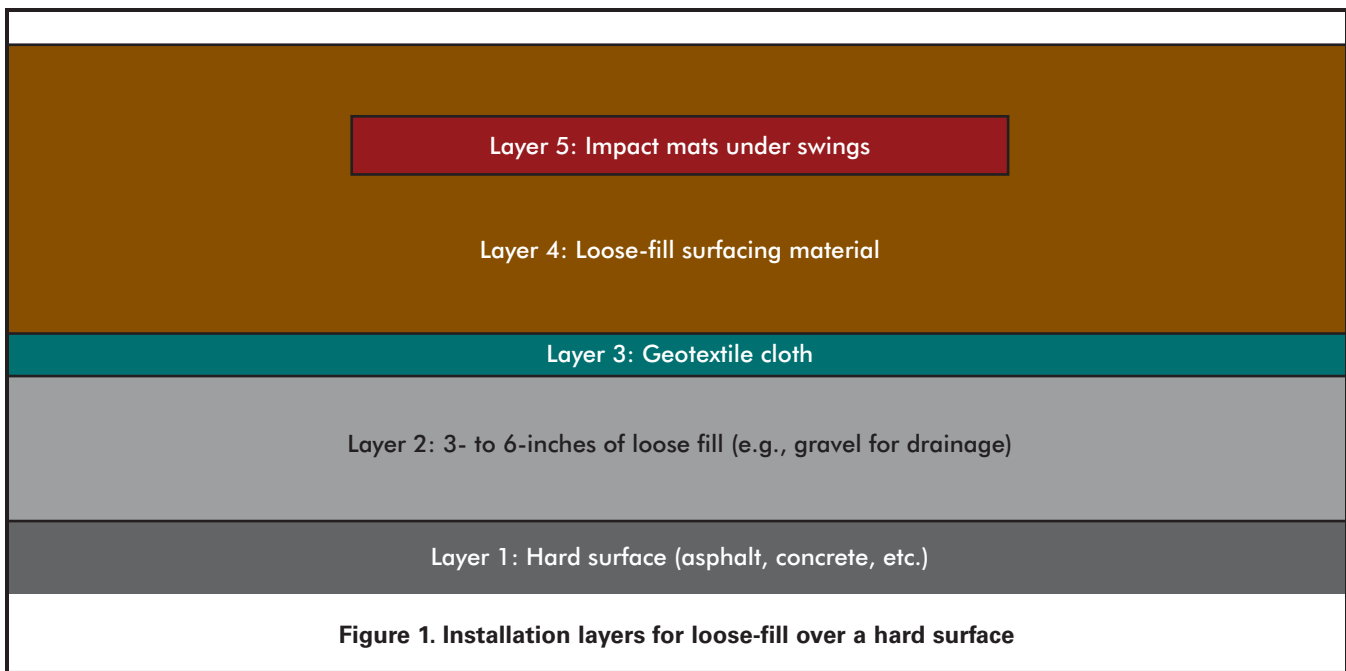 Layer 5: Impact mats under swings
Layer 4: Loose-fill surfacing material
Layer 3: Geotextile cloth
Layer 2: 3- to 6-inches of loose fill (e.g., gravel for drainage)
Layer 1: Hard surface (asphalt, concrete, etc.)
Figure 1. Installation layers for loose-fill over a hard surface